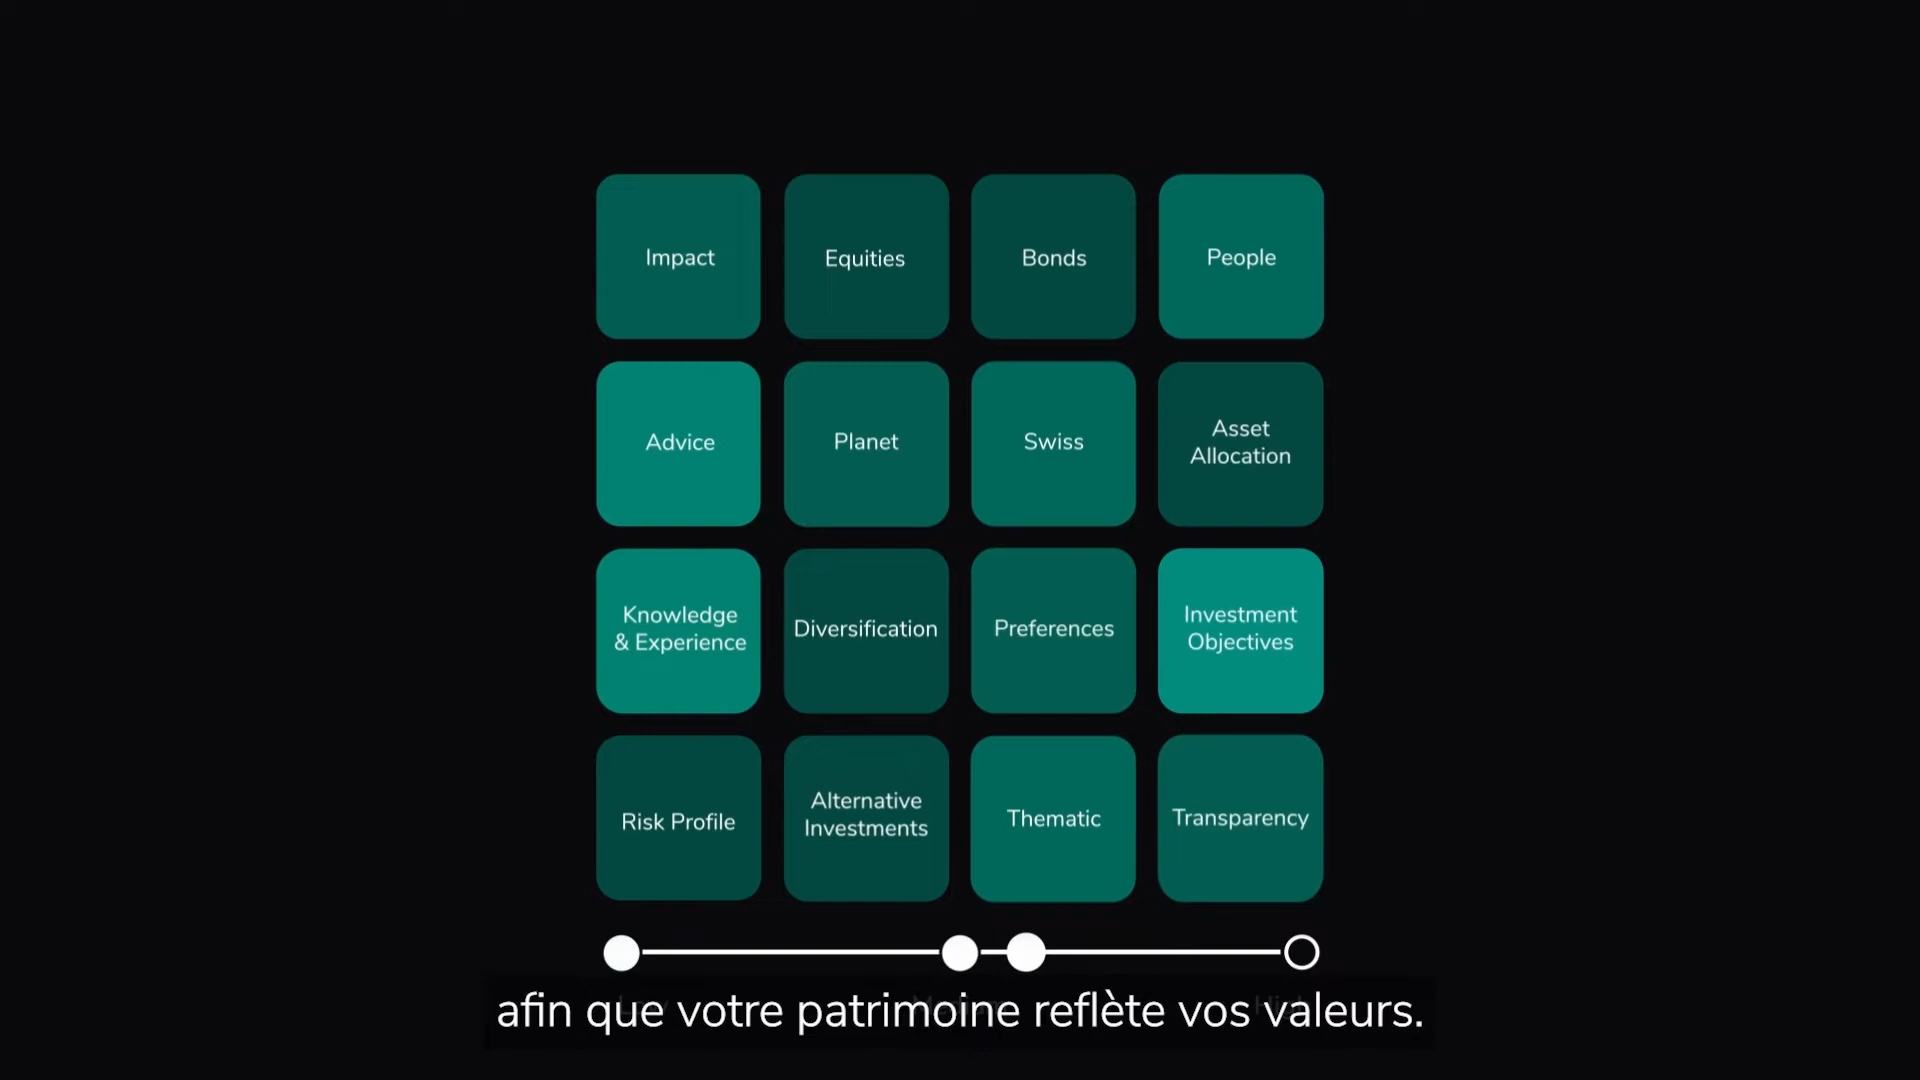 Impact
Equities
Bonds
People
Advice
Planet
Swiss
Asset
Allocation
Knowledge
& Experience
Diversification
Preferences
Investment
Objectives
Risk Profile
Alternative
Investments
Thematic
Transparency
afin que votre patrimoine reflète vos valeurs.